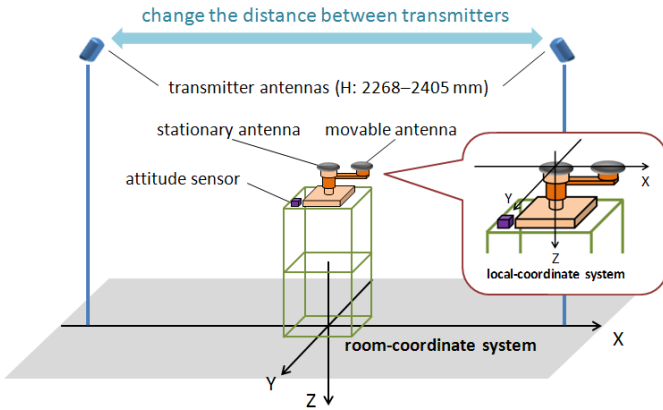 change the distance between transmitters
transmitter antennas (H: 2268–2405 mm)
stationary antenna
movable antenna
attitude sensor
X
Y
Z
local-coordinate system
room-coordinate system
X
Y
Z